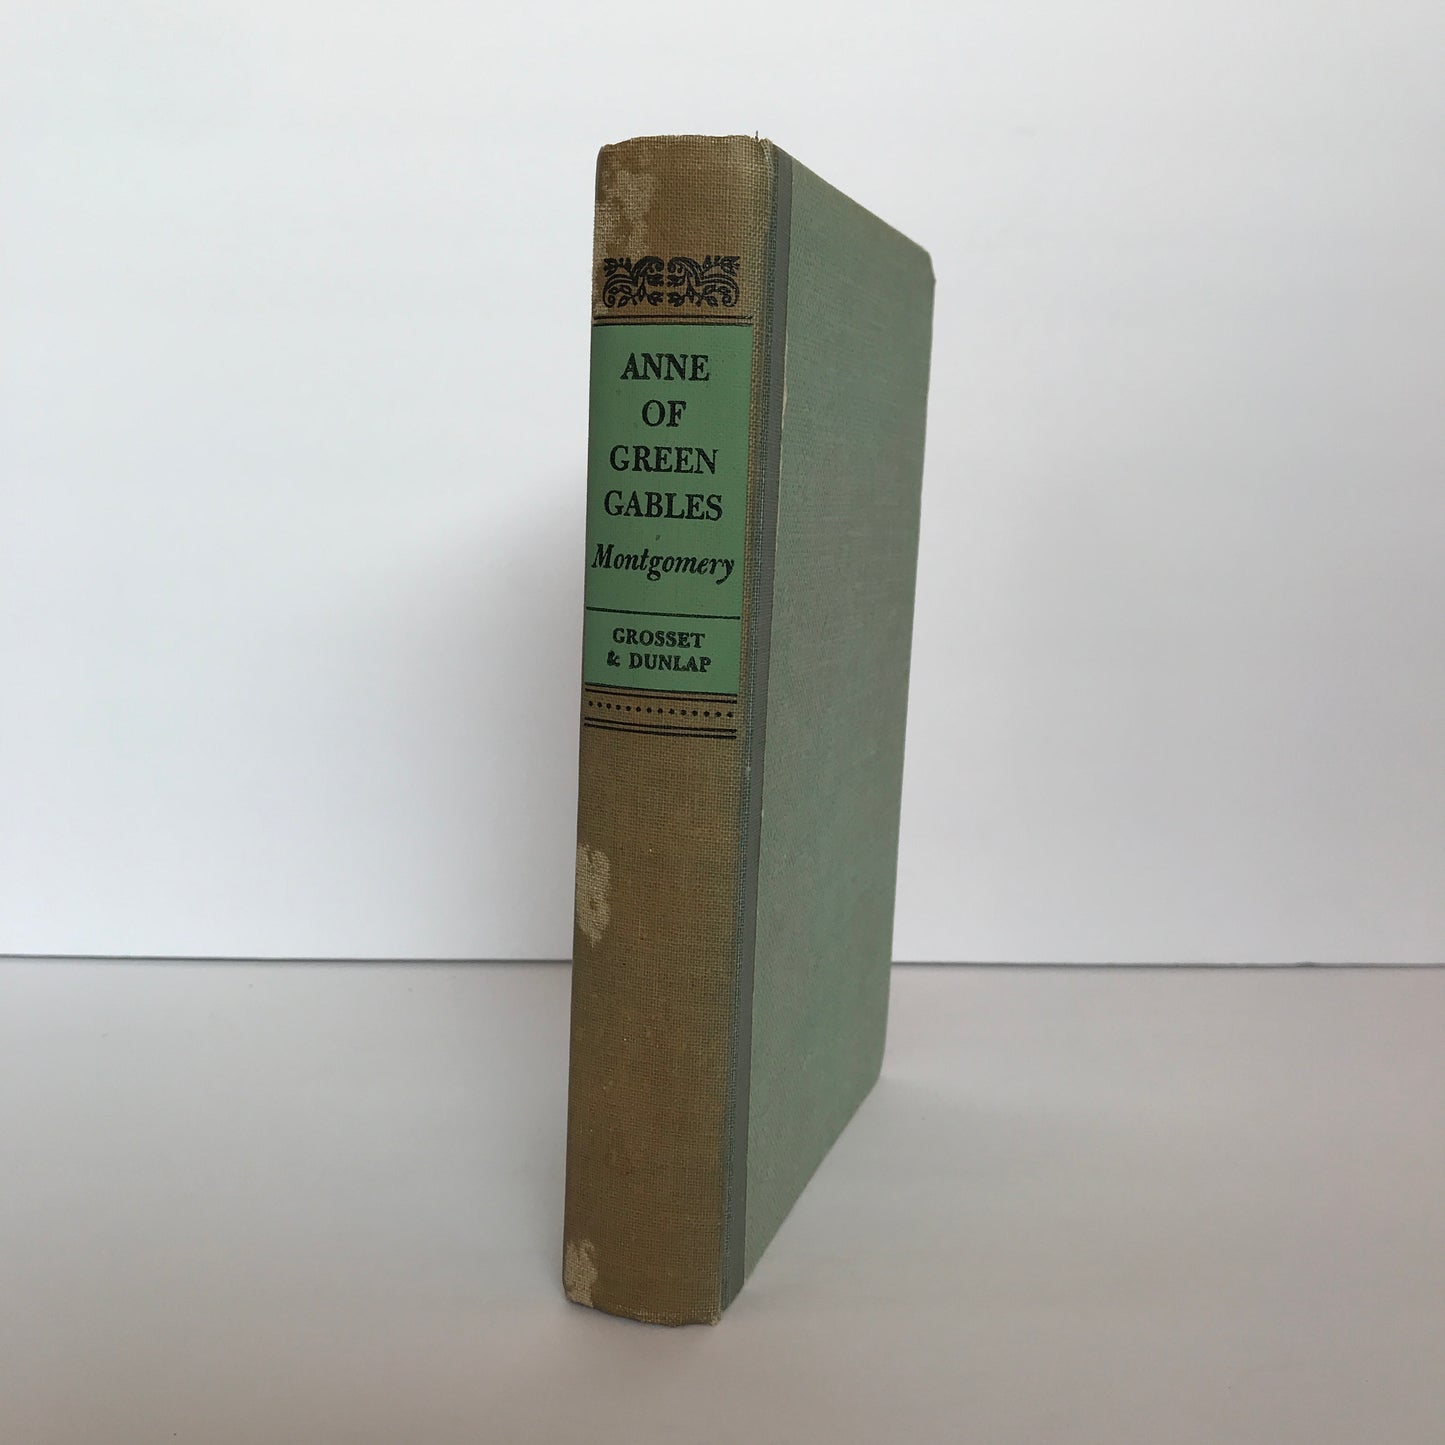 ANNE
OF
GREEN
GABLES
Montgomery
GROSSET
& DUNLAP